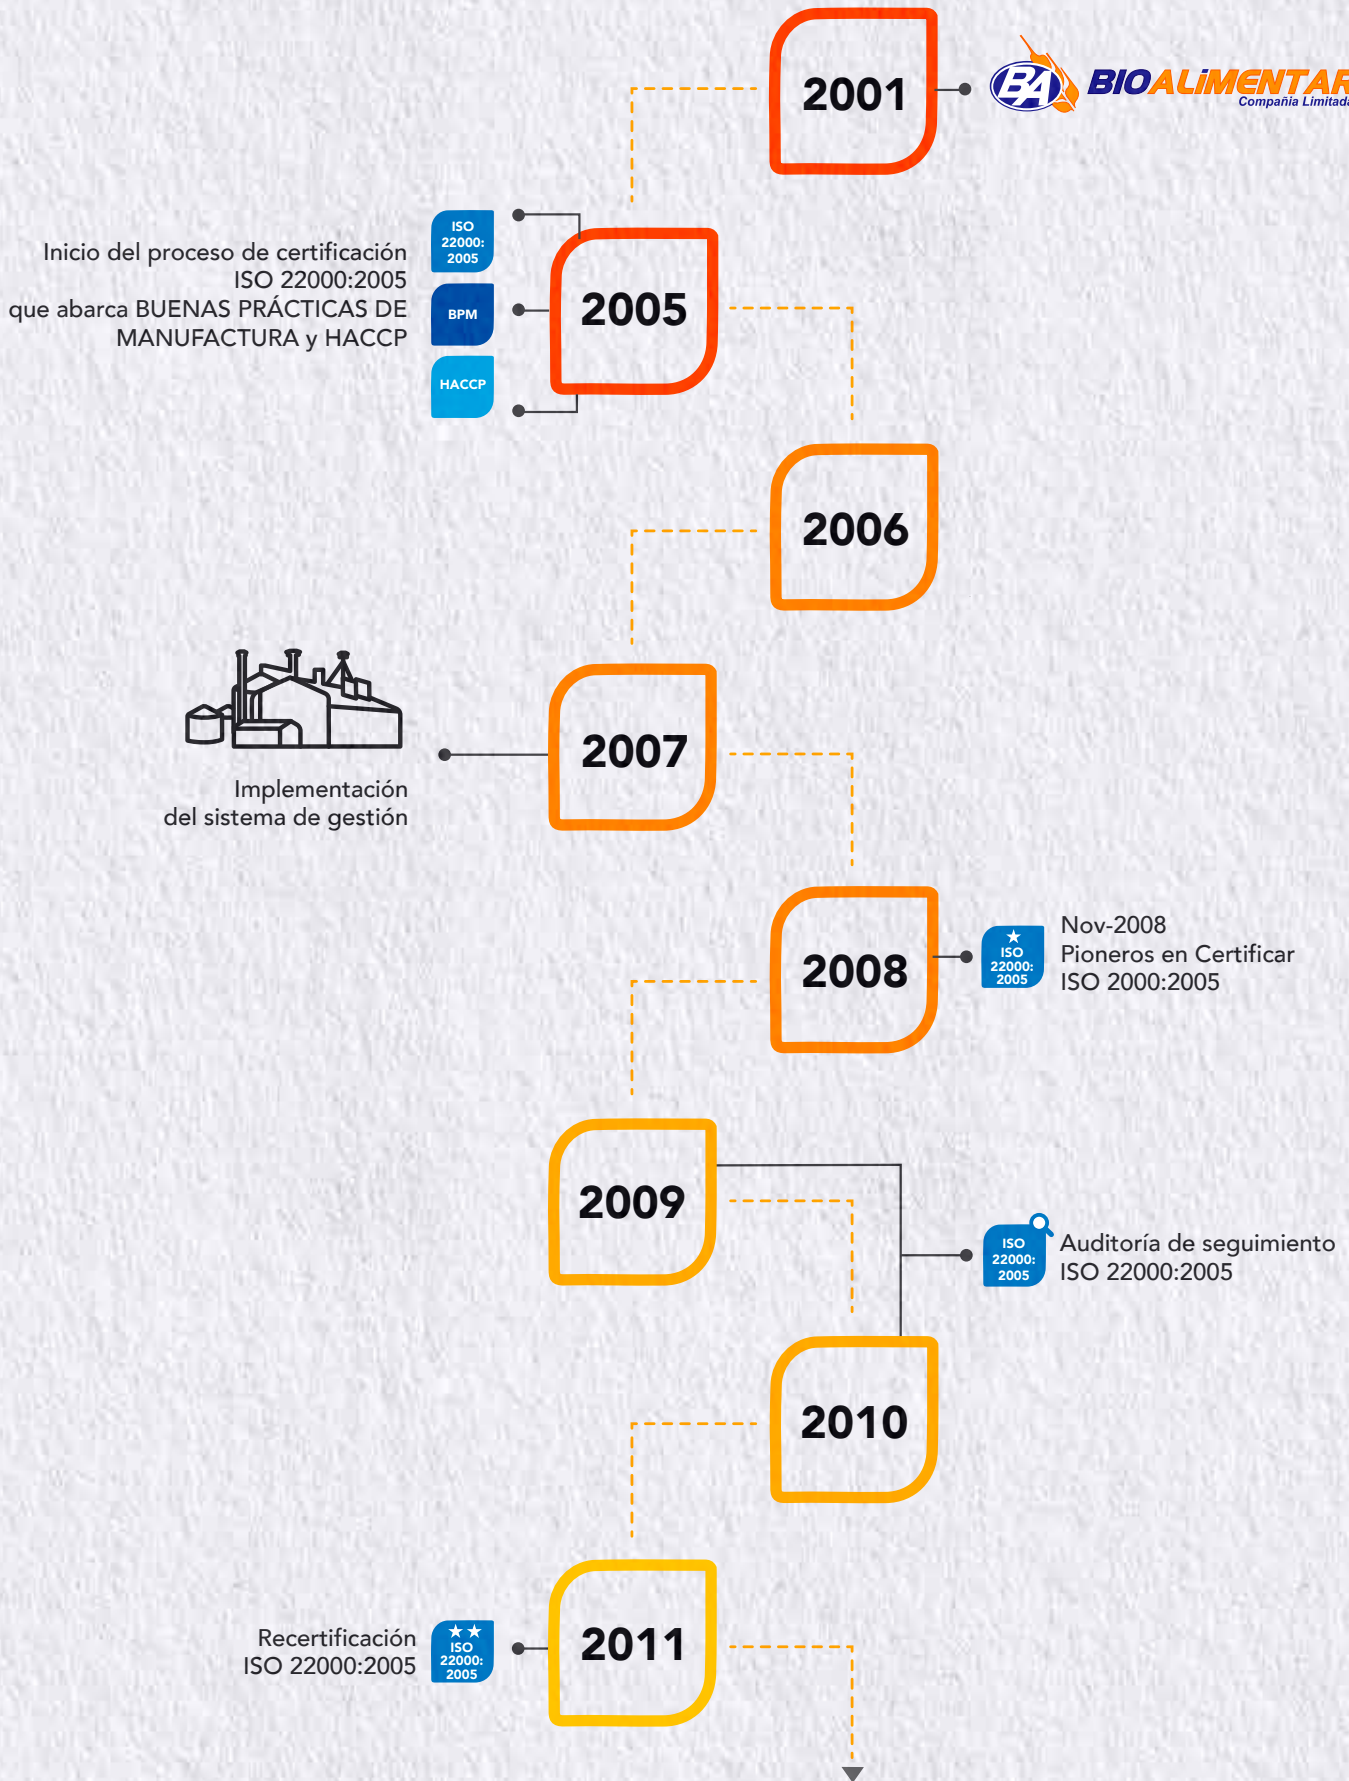 2001
BA
BIOALiMENTAR
Compañia Limitada
Inicio del proceso de certificación
ISO 22000:2005
que abarca BUENAS PRÁCTICAS DE
MANUFACTURA y HACCP
ISO
22000:
2005
BPM
HACCP
2005
2006
2007
Implementación
del sistema de gestión
2008
★
ISO
22000:
2005
Nov-2008
Pioneros en Certificar
ISO 2000:2005
2009
ISO
22000:
2005
Auditoría de seguimiento
ISO 22000:2005
2010
Recertificación
ISO 22000:2005
★★
ISO
22000:
2005
2011